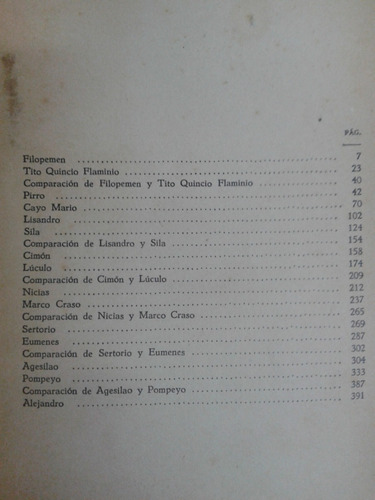 PÁG.
Filopemen 7
Tito Quincio Flaminio 23
Comparación de Filopemen y Tito Quincio Flaminio 40
Pirro 42
Cayo Mario 70
Lisandro 102
Sila 124
Comparación de Lisandro y Sila 154
Cimón 158
Lúculo 174
Comparación de Cimón y Lúculo 209
Nicias 212
Marco Craso 237
Comparación de Nicias y Marco Craso 265
Sertorio 269
Eumenes 287
Comparación de Sertorio y Eumenes 302
Agesilao 304
Pompeyo 333
Comparación de Agesilao y Pompeyo 387
Alejandro 391